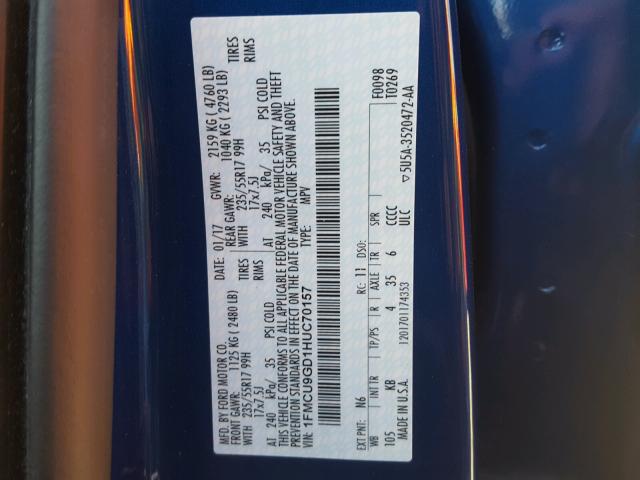 MFD. BY FORD MOTOR CO. DATE: 01/17 GVWR: 2159 KG ( 4760 LB)
FRONT GAWR: 1125 KG ( 2480 LB) REAR GAWR: 1040 KG ( 2293 LB)
WITH 235/55R17 99H TIRES WITH 235/55R17 99H TIRES
17x7.5J RIMS 17x7.5J RIMS
AT 240 kPa/ 35 PSI COLD AT 240 kPa/ 35 PSI COLD
THIS VEHICLE CONFORMS TO ALL APPLICABLE FEDERAL MOTOR VEHICLE SAFETY AND THEFT
PREVENTION STANDARDS IN EFFECT ON THE DATE OF MANUFACTURE SHOWN ABOVE.
VIN: 1FMCU9GD1HUC70157 TYPE: MPV
F0098
T0269
EXT PNT: N6 RC: 11 DSO:
WB INT TR TP/PS R AXLE TR SPR
105 KB 4 35 6 CCCC
ULC
MADE IN U.S.A. 1201701174353
▽5U5A-3520472-AA